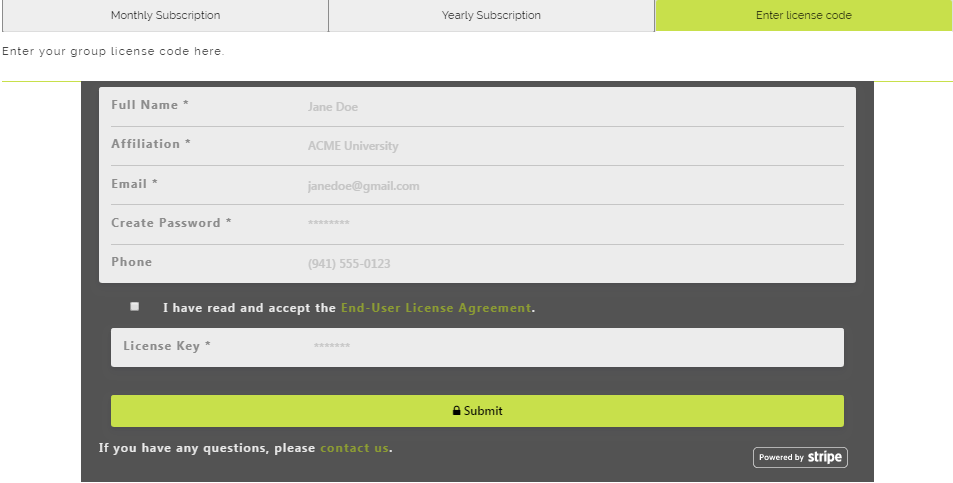 Monthly Subscription Yearly Subscription Enter license code
Enter your group license code here.
Full Name * Jane Doe
Affiliation * ACME University
Email * janedoe@gmail.com
Create Password * ********
Phone (941) 555-0123
I have read and accept the End-User License Agreement.
License Key * *******
Submit
If you have any questions, please contact us.
Powered by stripe